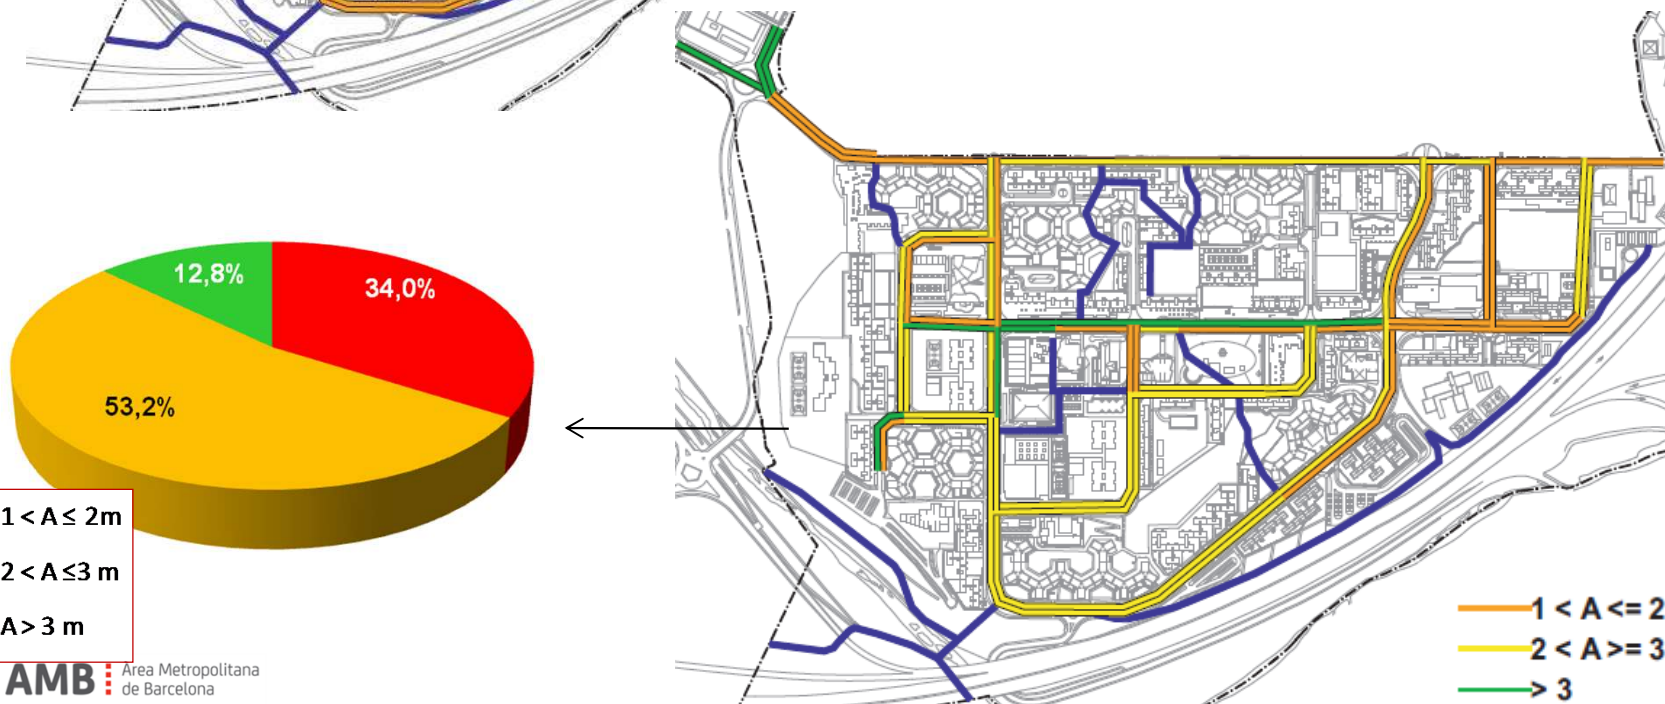 12,8%
34,0%
53,2%
1 < A ≤ 2m
2 < A ≤3 m
A > 3 m
AMB
Àrea Metropolitana
de Barcelona
1 < A <= 2
2 < A >= 3
> 3